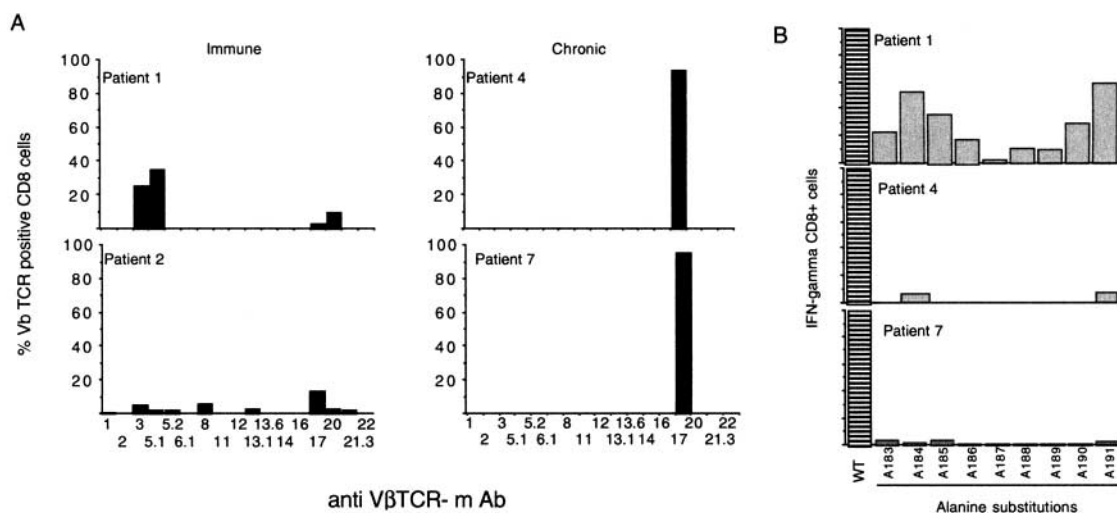 A
Immune
Chronic
B
% Vb TCR positive CD8 cells
100
80
60
40
20
Patient 1
100
80
60
40
20
Patient 4
100
80
60
40
20
Patient 2
1 3 5.2 8 12 13.6 16 20 22
2 5.1 6.1 11 13.1 14 17 21.3
100
80
60
40
20
Patient 7
1 3 5.2 8 12 13.6 16 20 22
2 5.1 6.1 11 13.1 14 17 21.3
anti VβTCR- m Ab
IFN-gamma CD8+ cells
Patient 1
Patient 4
Patient 7
WT A183 A184 A185 A186 A187 A188 A189 A190 A191
Alanine substitutions